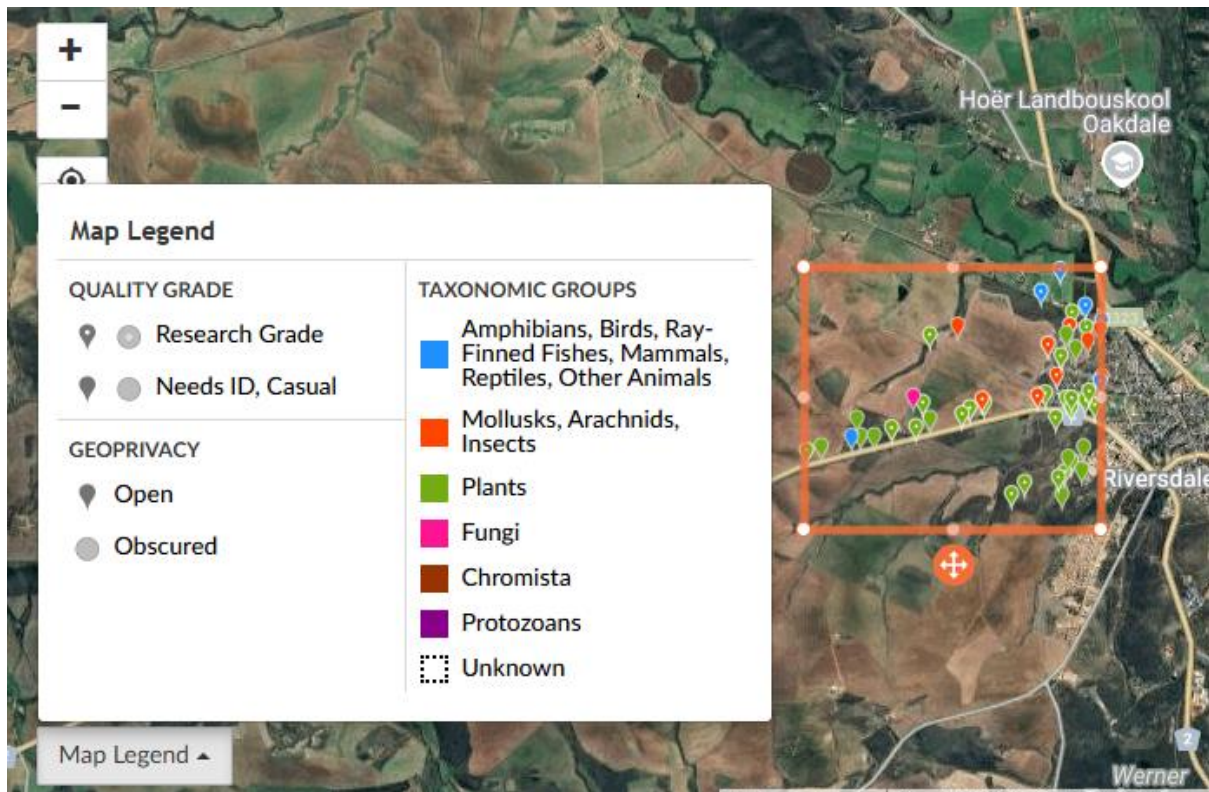 +
−
Hoër Landbouskool
Oakdale
Map Legend
QUALITY GRADE
Research Grade
Needs ID, Casual
GEOPRIVACY
Open
Obscured
TAXONOMIC GROUPS
Amphibians, Birds, Ray-
Finned Fishes, Mammals,
Reptiles, Other Animals
Mollusks, Arachnids,
Insects
Plants
Fungi
Chromista
Protozoans
Unknown
Riversdale
Map Legend
2
Werner